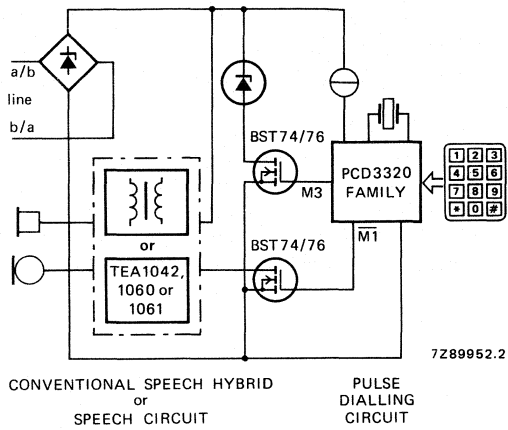 a/b
line
b/a
BST74/76
M3
PCD3320
FAMILY
1 2 3
4 5 6
7 8 9
* 0 #
or
BST74/76
M1
TEA1042,
1060 or
1061
7Z89952.2
CONVENTIONAL SPEECH HYBRID
or
SPEECH CIRCUIT
PULSE
DIALLING
CIRCUIT